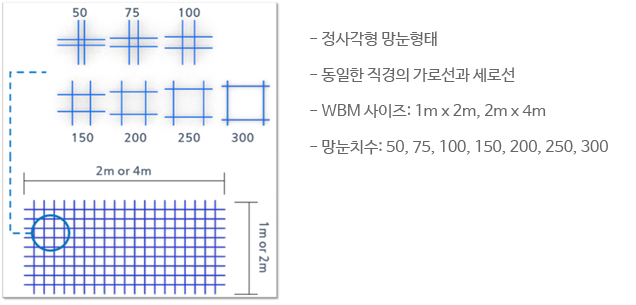 50 75 100
150 200 250 300
2m or 4m
1m or 2m
- 정사각형 망눈형태
- 동일한 직경의 가로선과 세로선
- WBM 사이즈: 1m x 2m, 2m x 4m
- 망눈치수: 50, 75, 100, 150, 200, 250, 300